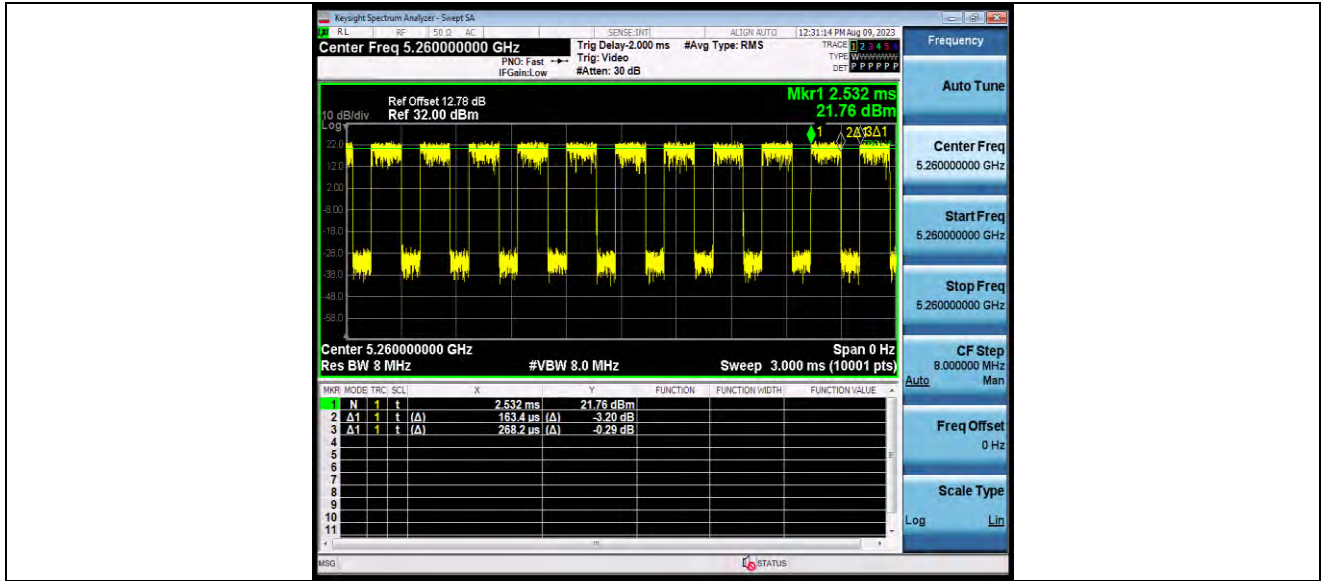 Keysight Spectrum Analyzer - Swept SA
RL RF 50 Ω AC SENSE:INT ALIGN AUTO 12:31:14 PM Aug 09, 2023
Center Freq 5.260000000 GHz
PNO: Fast
IFGain:Low
Trig Delay-2.000 ms #Avg Type: RMS
Trig: Video
#Atten: 30 dB
TRACE 1 2 3 4 5 6
TYPE WWWWWW
DET P P P P P P
Mkr1 2.532 ms
21.76 dBm
Ref Offset 12.78 dB
10 dB/div Ref 32.00 dBm
Log
1 2Δ1 3Δ1
22.0
12.0
2.00
-8.00
-18.0
-28.0
-38.0
-48.0
-58.0
Center 5.260000000 GHz Span 0 Hz
Res BW 8 MHz #VBW 8.0 MHz Sweep 3.000 ms (10001 pts)
MKR MODE TRC SCL X Y FUNCTION FUNCTION WIDTH FUNCTION VALUE
1 N 1 t 2.532 ms 21.76 dBm
2 Δ1 1 t (Δ) 163.4 µs (Δ) -3.20 dB
3 Δ1 1 t (Δ) 268.2 µs (Δ) -0.29 dB
4
5
6
7
8
9
10
11
MSG STATUS
Frequency
Auto Tune
Center Freq
5.260000000 GHz
Start Freq
5.260000000 GHz
Stop Freq
5.260000000 GHz
CF Step
8.000000 MHz
Auto Man
Freq Offset
0 Hz
Scale Type
Log Lin